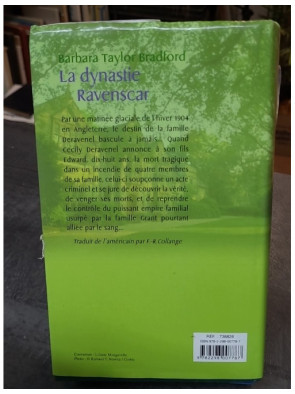 Barbara Taylor Bradford
La dynastie
Ravenscar
Par une matinée glaciale de l'hiver 1904
en Angleterre, le destin de la famille
Deravenel bascule à jamais... Quand
Cecily Deravenel annonce à son fils
Edward, dix-huit ans, la mort tragique
dans un incendie de quatre membres
de sa famille, celui-ci soupçonne un acte
criminel et se jure de découvrir la vérité,
de venger ses morts, et de reprendre
le contrôle du puissant empire familial
usurpé par la famille Grant pourtant
alliée par le sang...
Traduit de l'américain par F.-R Collange